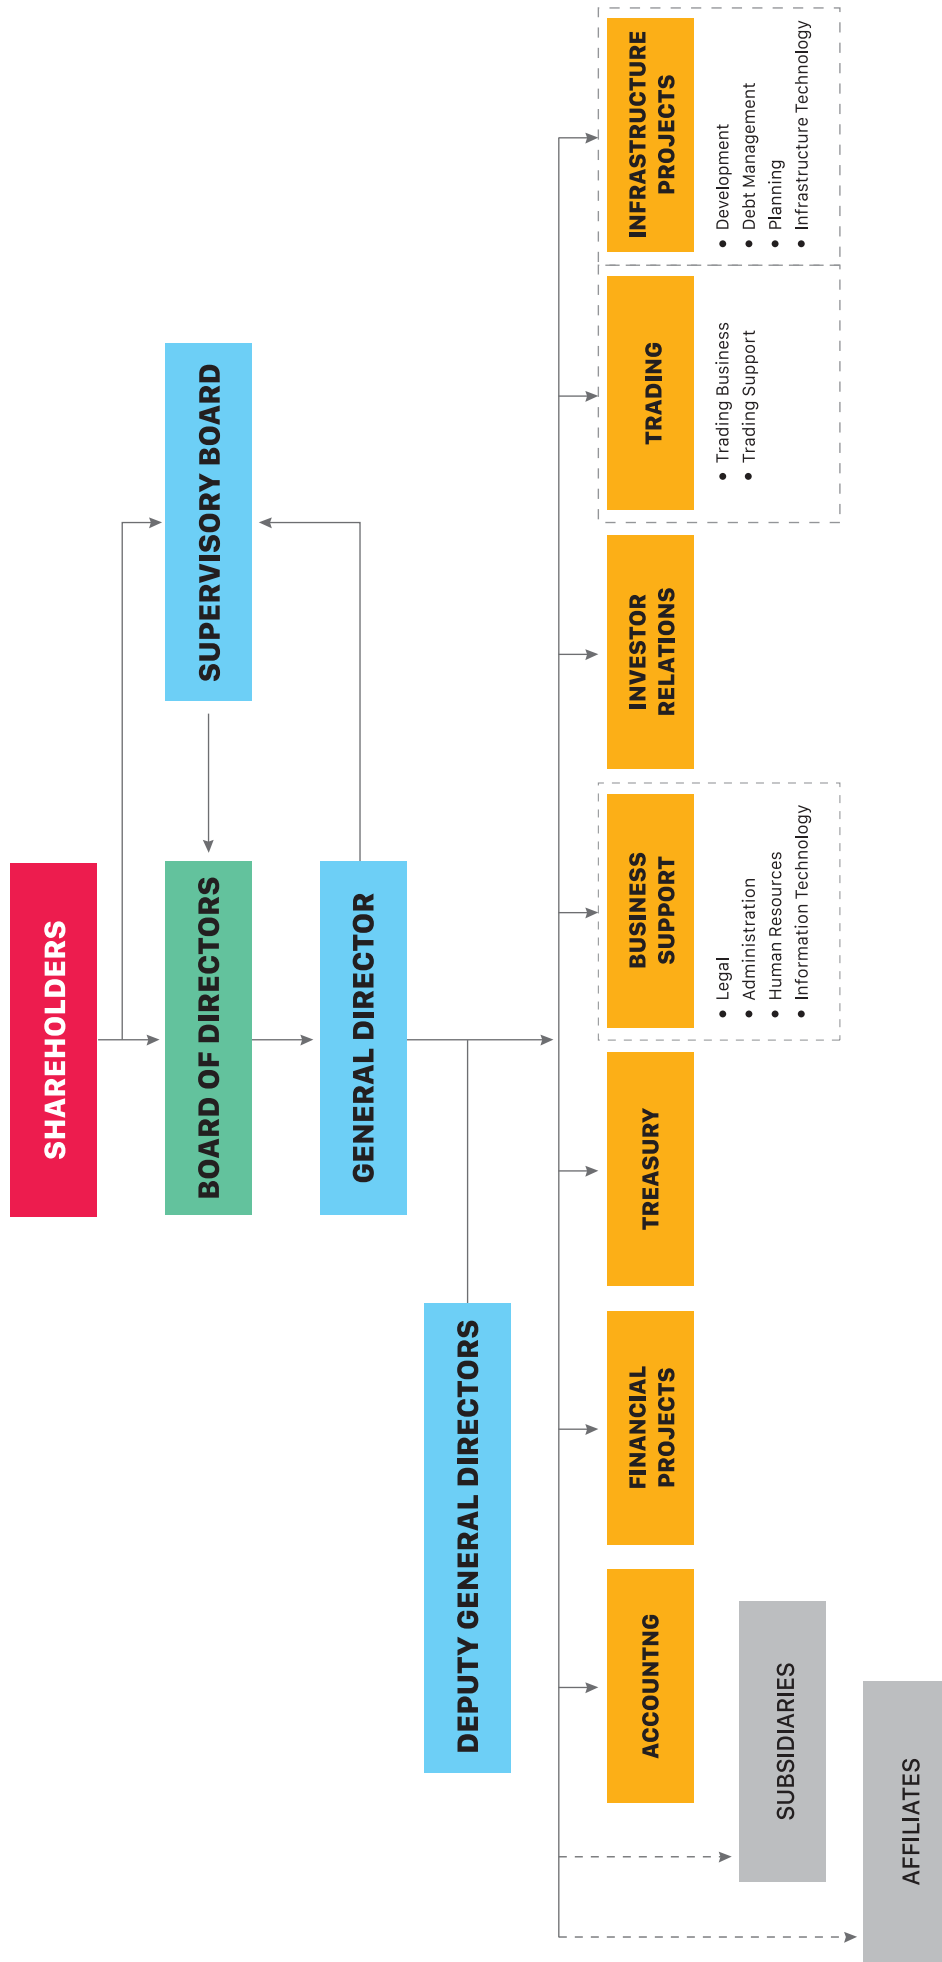 SHAREHOLDERS
SUPERVISORY BOARD
BOARD OF DIRECTORS
GENERAL DIRECTOR
DEPUTY GENERAL DIRECTORS
ACCOUNTNG
FINANCIAL
PROJECTS
TREASURY
BUSINESS
SUPPORT
• Legal
• Administration
• Human Resources
• Information Technology
INVESTOR
RELATIONS
TRADING
• Trading Business
• Trading Support
INFRASTRUCTURE
PROJECTS
• Development
• Debt Management
• Planning
• Infrastructure Technology
SUBSIDIARIES
AFFILIATES